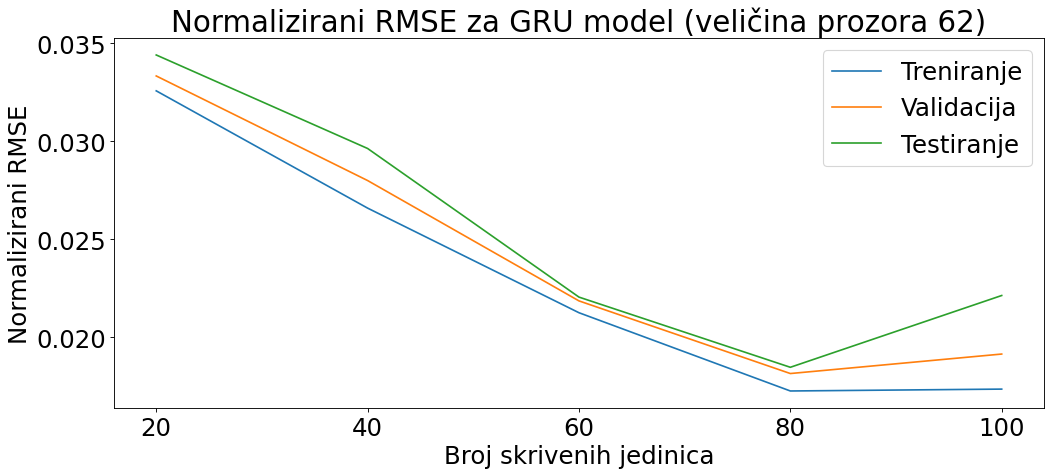 Normalizirani RMSE za GRU model (veličina prozora 62)
Normalizirani RMSE
0.035
0.030
0.025
0.020
Treniranje
Validacija
Testiranje
20 40 60 80 100
Broj skrivenih jedinica